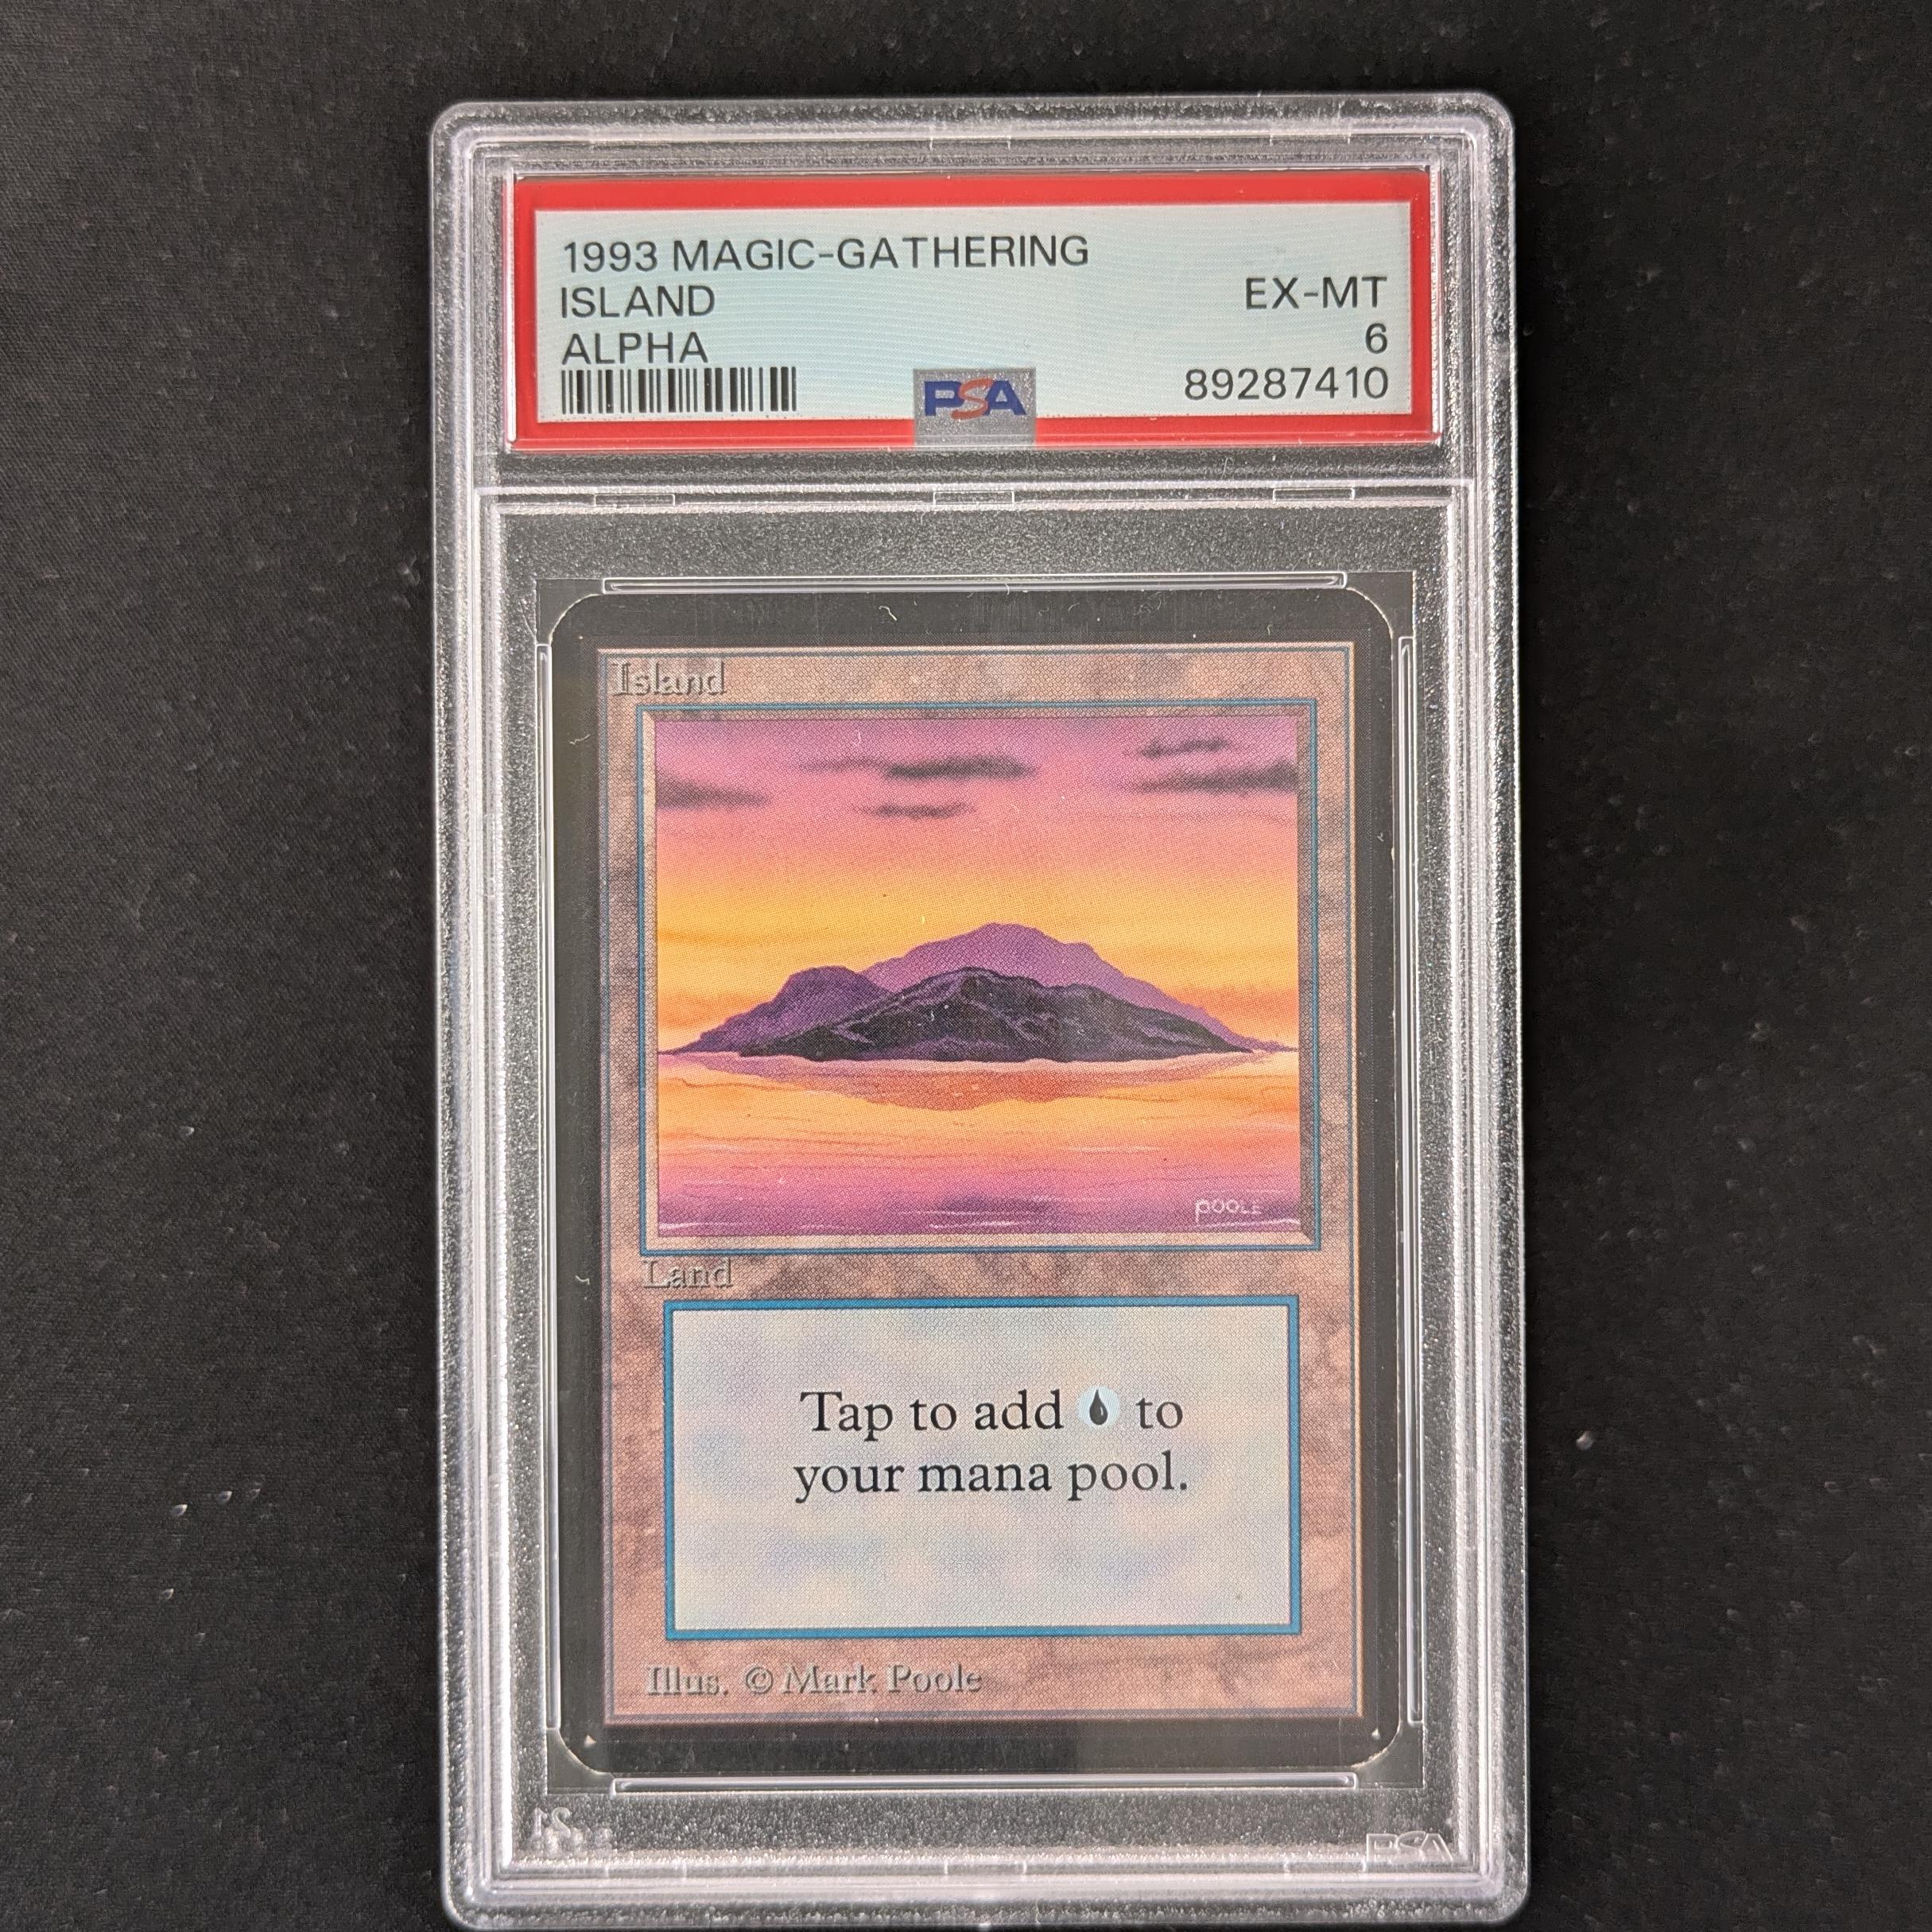 1993 MAGIC-GATHERING
ISLAND
EX-MT
ALPHA
6
PSA
89287410
Island
POOLE
Land
Tap to add to
your mana pool.
Illus. © Mark Poole
PSA